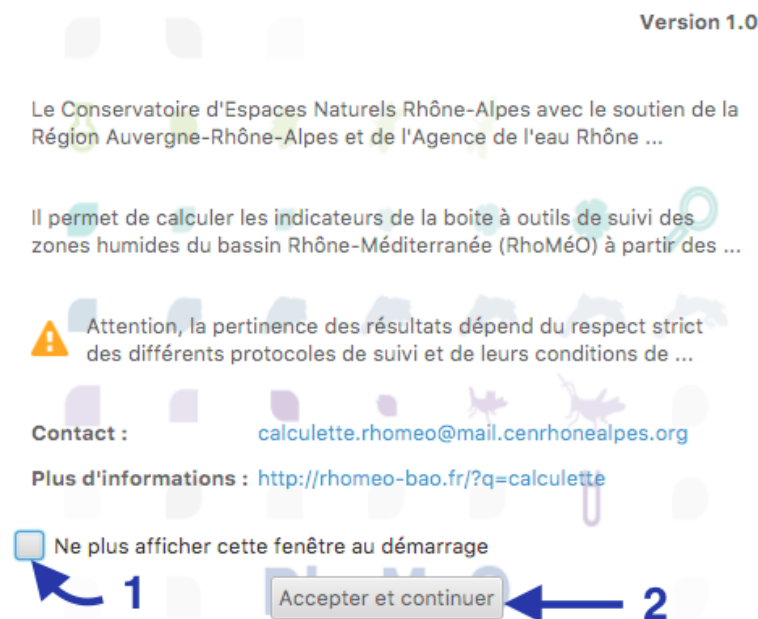 Version 1.0
Le Conservatoire d'Espaces Naturels Rhône-Alpes avec le soutien de la
Région Auvergne-Rhône-Alpes et de l'Agence de l'eau Rhône ...
Il permet de calculer les indicateurs de la boite à outils de suivi des
zones humides du bassin Rhône-Méditerranée (RhoMéO) à partir des ...
Attention, la pertinence des résultats dépend du respect strict
des différents protocoles de suivi et de leurs conditions de ...
Contact : calculette.rhomeo@mail.cenrhonealpes.org
Plus d'informations : http://rhomeo-bao.fr/?q=calculette
Ne plus afficher cette fenêtre au démarrage
1
Accepter et continuer
2